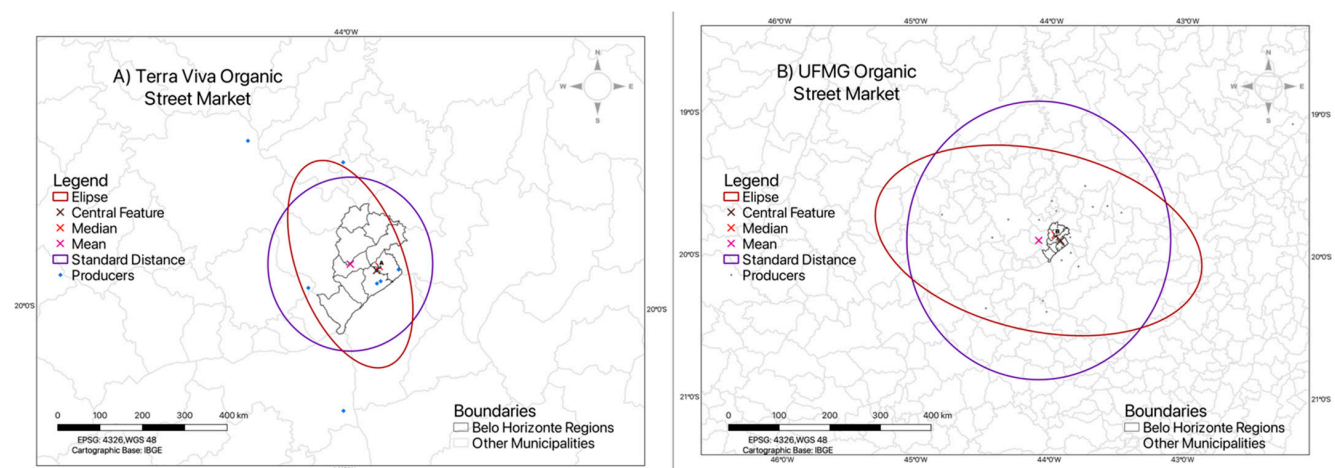 44°0'W
A) Terra Viva Organic
Street Market
N
W
E
S
Legend
Elipse
Central Feature
Median
Mean
Standard Distance
Producers
A
20°0'S
20°0'S
0 100 200 300 400 km
EPSG: 4326,WGS 48
Cartographic Base: IBGE
Boundaries
Belo Horizonte Regions
Other Municipalities
46°0'W 45°0'W 44°0'W 43°0'W
B) UFMG Organic
Street Market
N
W
E
S
19°0'S
19°0'S
Legend
Elipse
Central Feature
Median
Mean
Standard Distance
Producers
20°0'S
20°0'S
21°0'S
21°0'S
0 100 200 300 400 km
EPSG: 4326,WGS 48
Cartographic Base: IBGE
Boundaries
Belo Horizonte Regions
Other Municipalities
46°0'W 45°0'W 44°0'W 43°0'W